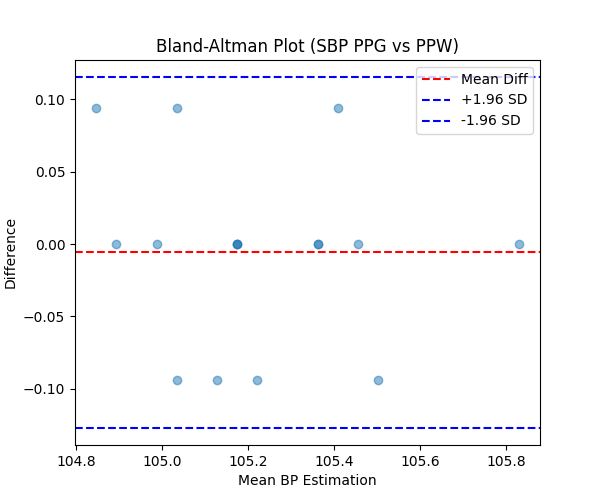 Bland-Altman Plot (SBP PPG vs PPW)
Mean Diff
+1.96 SD
-1.96 SD
0.10
0.05
0.00
−0.05
−0.10
Difference
104.8 105.0 105.2 105.4 105.6 105.8
Mean BP Estimation